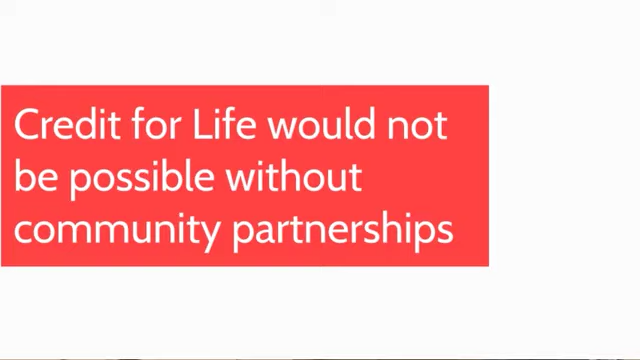 Credit for Life would not
be possible without
community partnerships